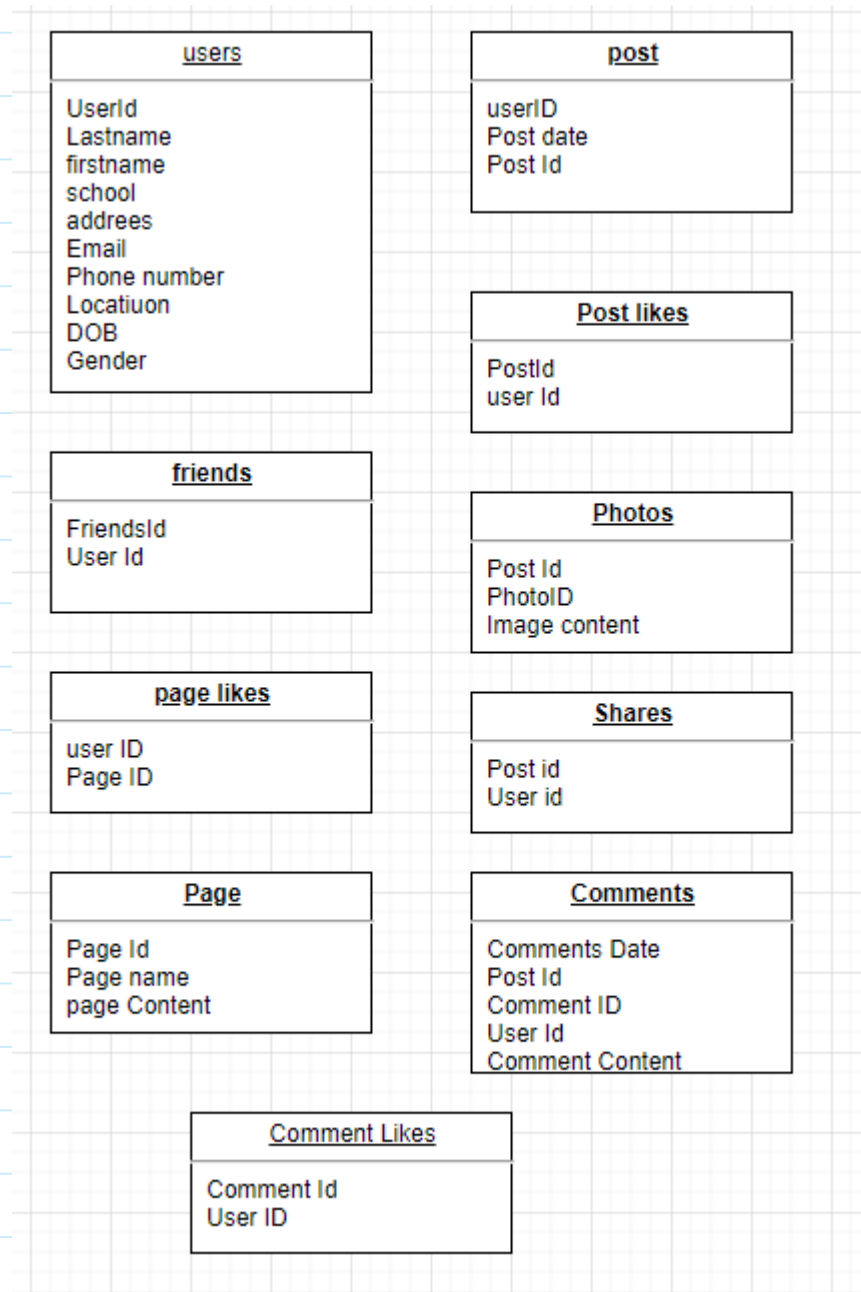 users
UserId
Lastname
firstname
school
addrees
Email
Phone number
Locatiuon
DOB
Gender
friends
FriendsId
User Id
page likes
user ID
Page ID
Page
Page Id
Page name
page Content
post
userID
Post date
Post Id
Post likes
PostId
user Id
Photos
Post Id
PhotoID
Image content
Shares
Post id
User id
Comments
Comments Date
Post Id
Comment ID
User Id
Comment Content
Comment Likes
Comment Id
User ID